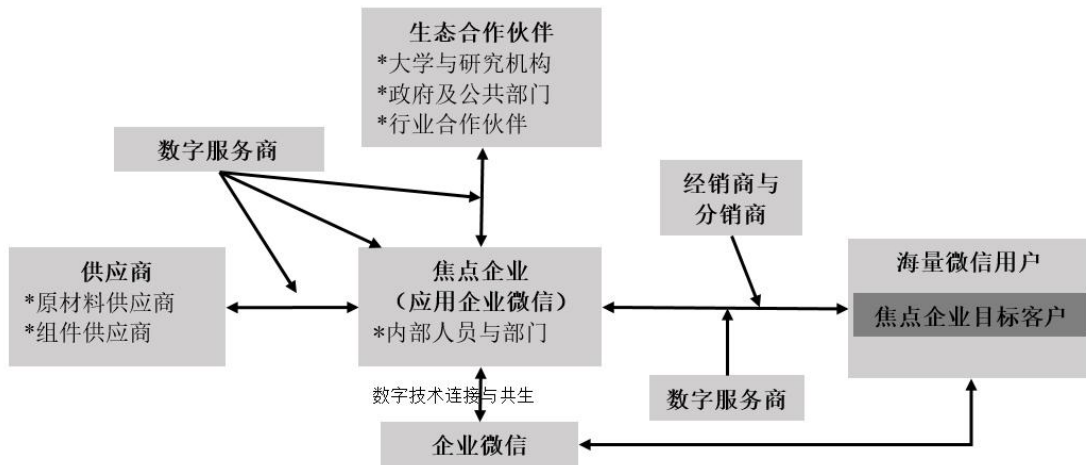 生态合作伙伴
*大学与研究机构
*政府及公共部门
*行业合作伙伴
数字服务商
经销商与
分销商
供应商
*原材料供应商
*组件供应商
焦点企业
（应用企业微信）
*内部人员与部门
海量微信用户
焦点企业目标客户
数字技术连接与共生
数字服务商
企业微信